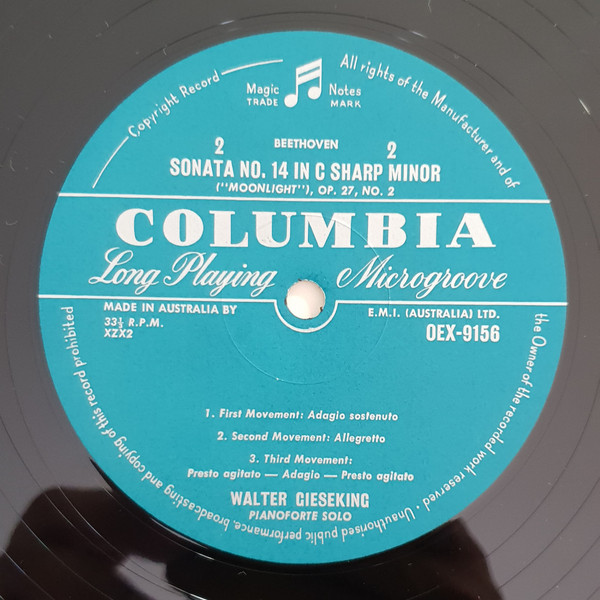 Copyright Record
All rights of the Manufacturer and of
the Owner of the recorded work reserved · Unauthorised public performance, broadcasting and copying of this record prohibited
Magic Notes
TRADE MARK
2 2
BEETHOVEN
SONATA NO. 14 IN C SHARP MINOR
("MOONLIGHT"), OP. 27, NO. 2
COLUMBIA
Long Playing Microgroove
MADE IN AUSTRALIA BY E.M.I. (AUSTRALIA) LTD.
33⅓ R.P.M. OEX-9156
XZX2
1. First Movement: Adagio sostenuto
2. Second Movement: Allegretto
3. Third Movement:
Presto agitato — Adagio — Presto agitato
WALTER GIESEKING
PIANOFORTE SOLO